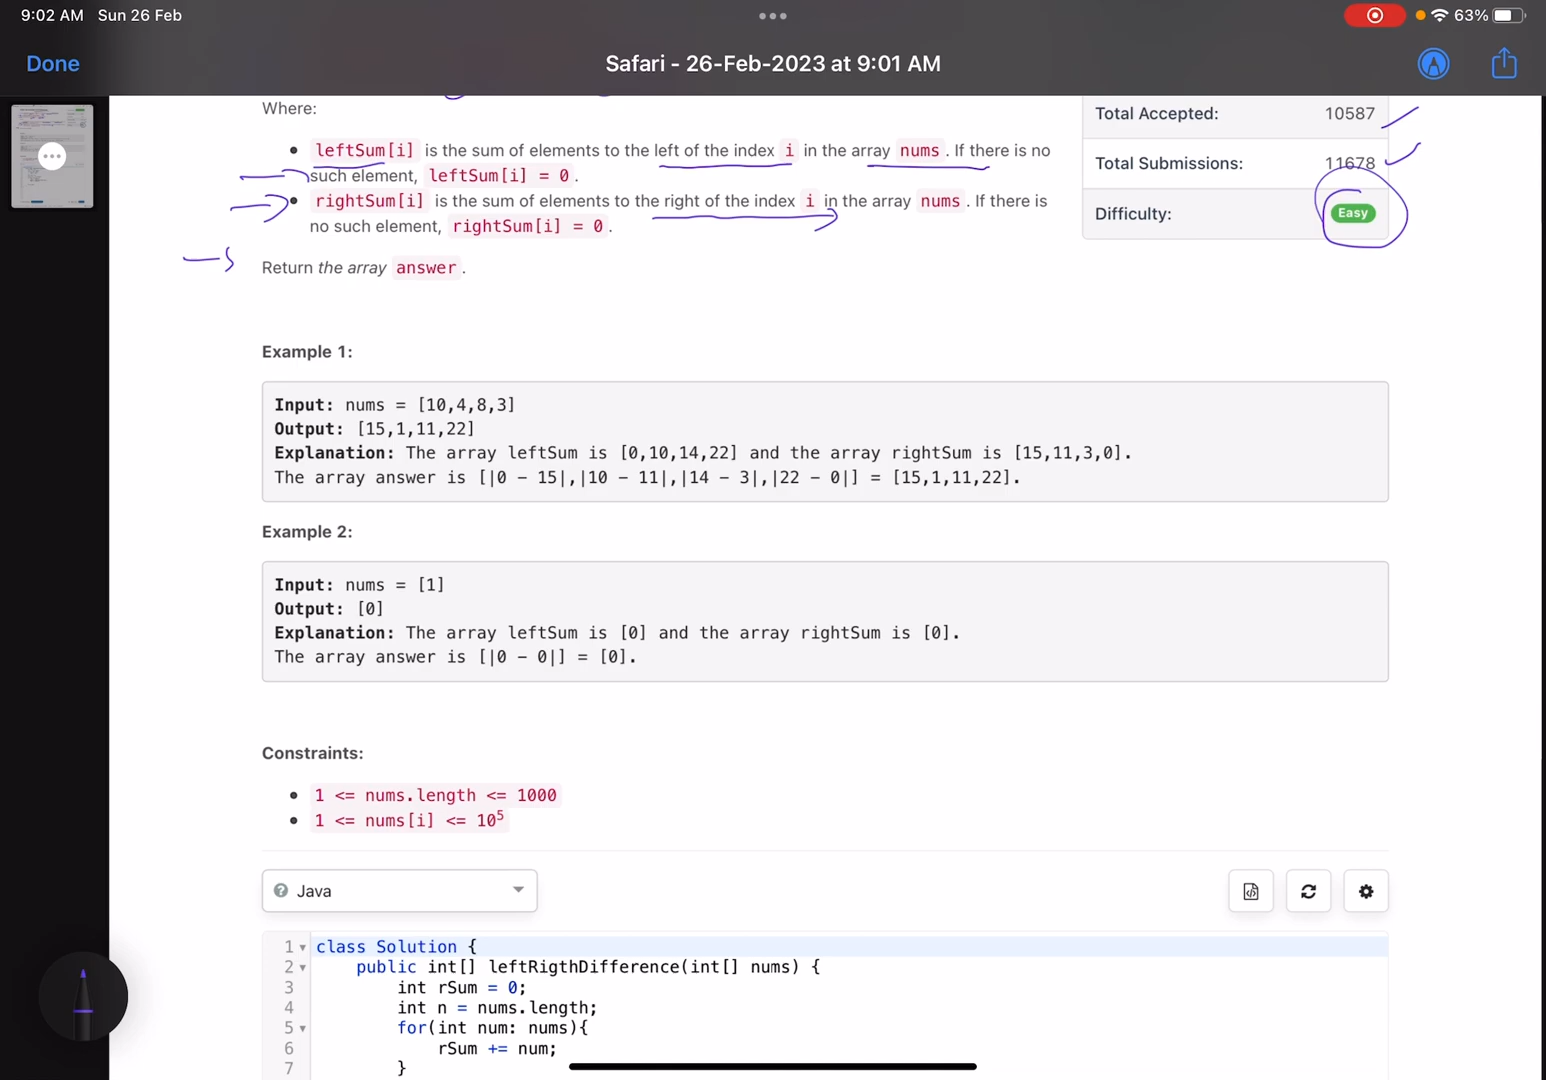 9:02 AM Sun 26 Feb
63%
Done
Safari - 26-Feb-2023 at 9:01 AM
Where:
leftSum[i] is the sum of elements to the left of the index i in the array nums. If there is no
such element, leftSum[i] = 0.
rightSum[i] is the sum of elements to the right of the index i in the array nums. If there is
no such element, rightSum[i] = 0.
Return the array answer.
Total Accepted: 10587
Total Submissions: 11678
Difficulty: Easy
Example 1:
Input: nums = [10,4,8,3]
Output: [15,1,11,22]
Explanation: The array leftSum is [0,10,14,22] and the array rightSum is [15,11,3,0].
The array answer is [|0 - 15|,|10 - 11|,|14 - 3|,|22 - 0|] = [15,1,11,22].
Example 2:
Input: nums = [1]
Output: [0]
Explanation: The array leftSum is [0] and the array rightSum is [0].
The array answer is [|0 - 0|] = [0].
Constraints:
1 <= nums.length <= 1000
1 <= nums[i] <= 10⁵
Java
1 class Solution {
2 public int[] leftRigthDifference(int[] nums) {
3 int rSum = 0;
4 int n = nums.length;
5 for(int num: nums){
6 rSum += num;
7 }